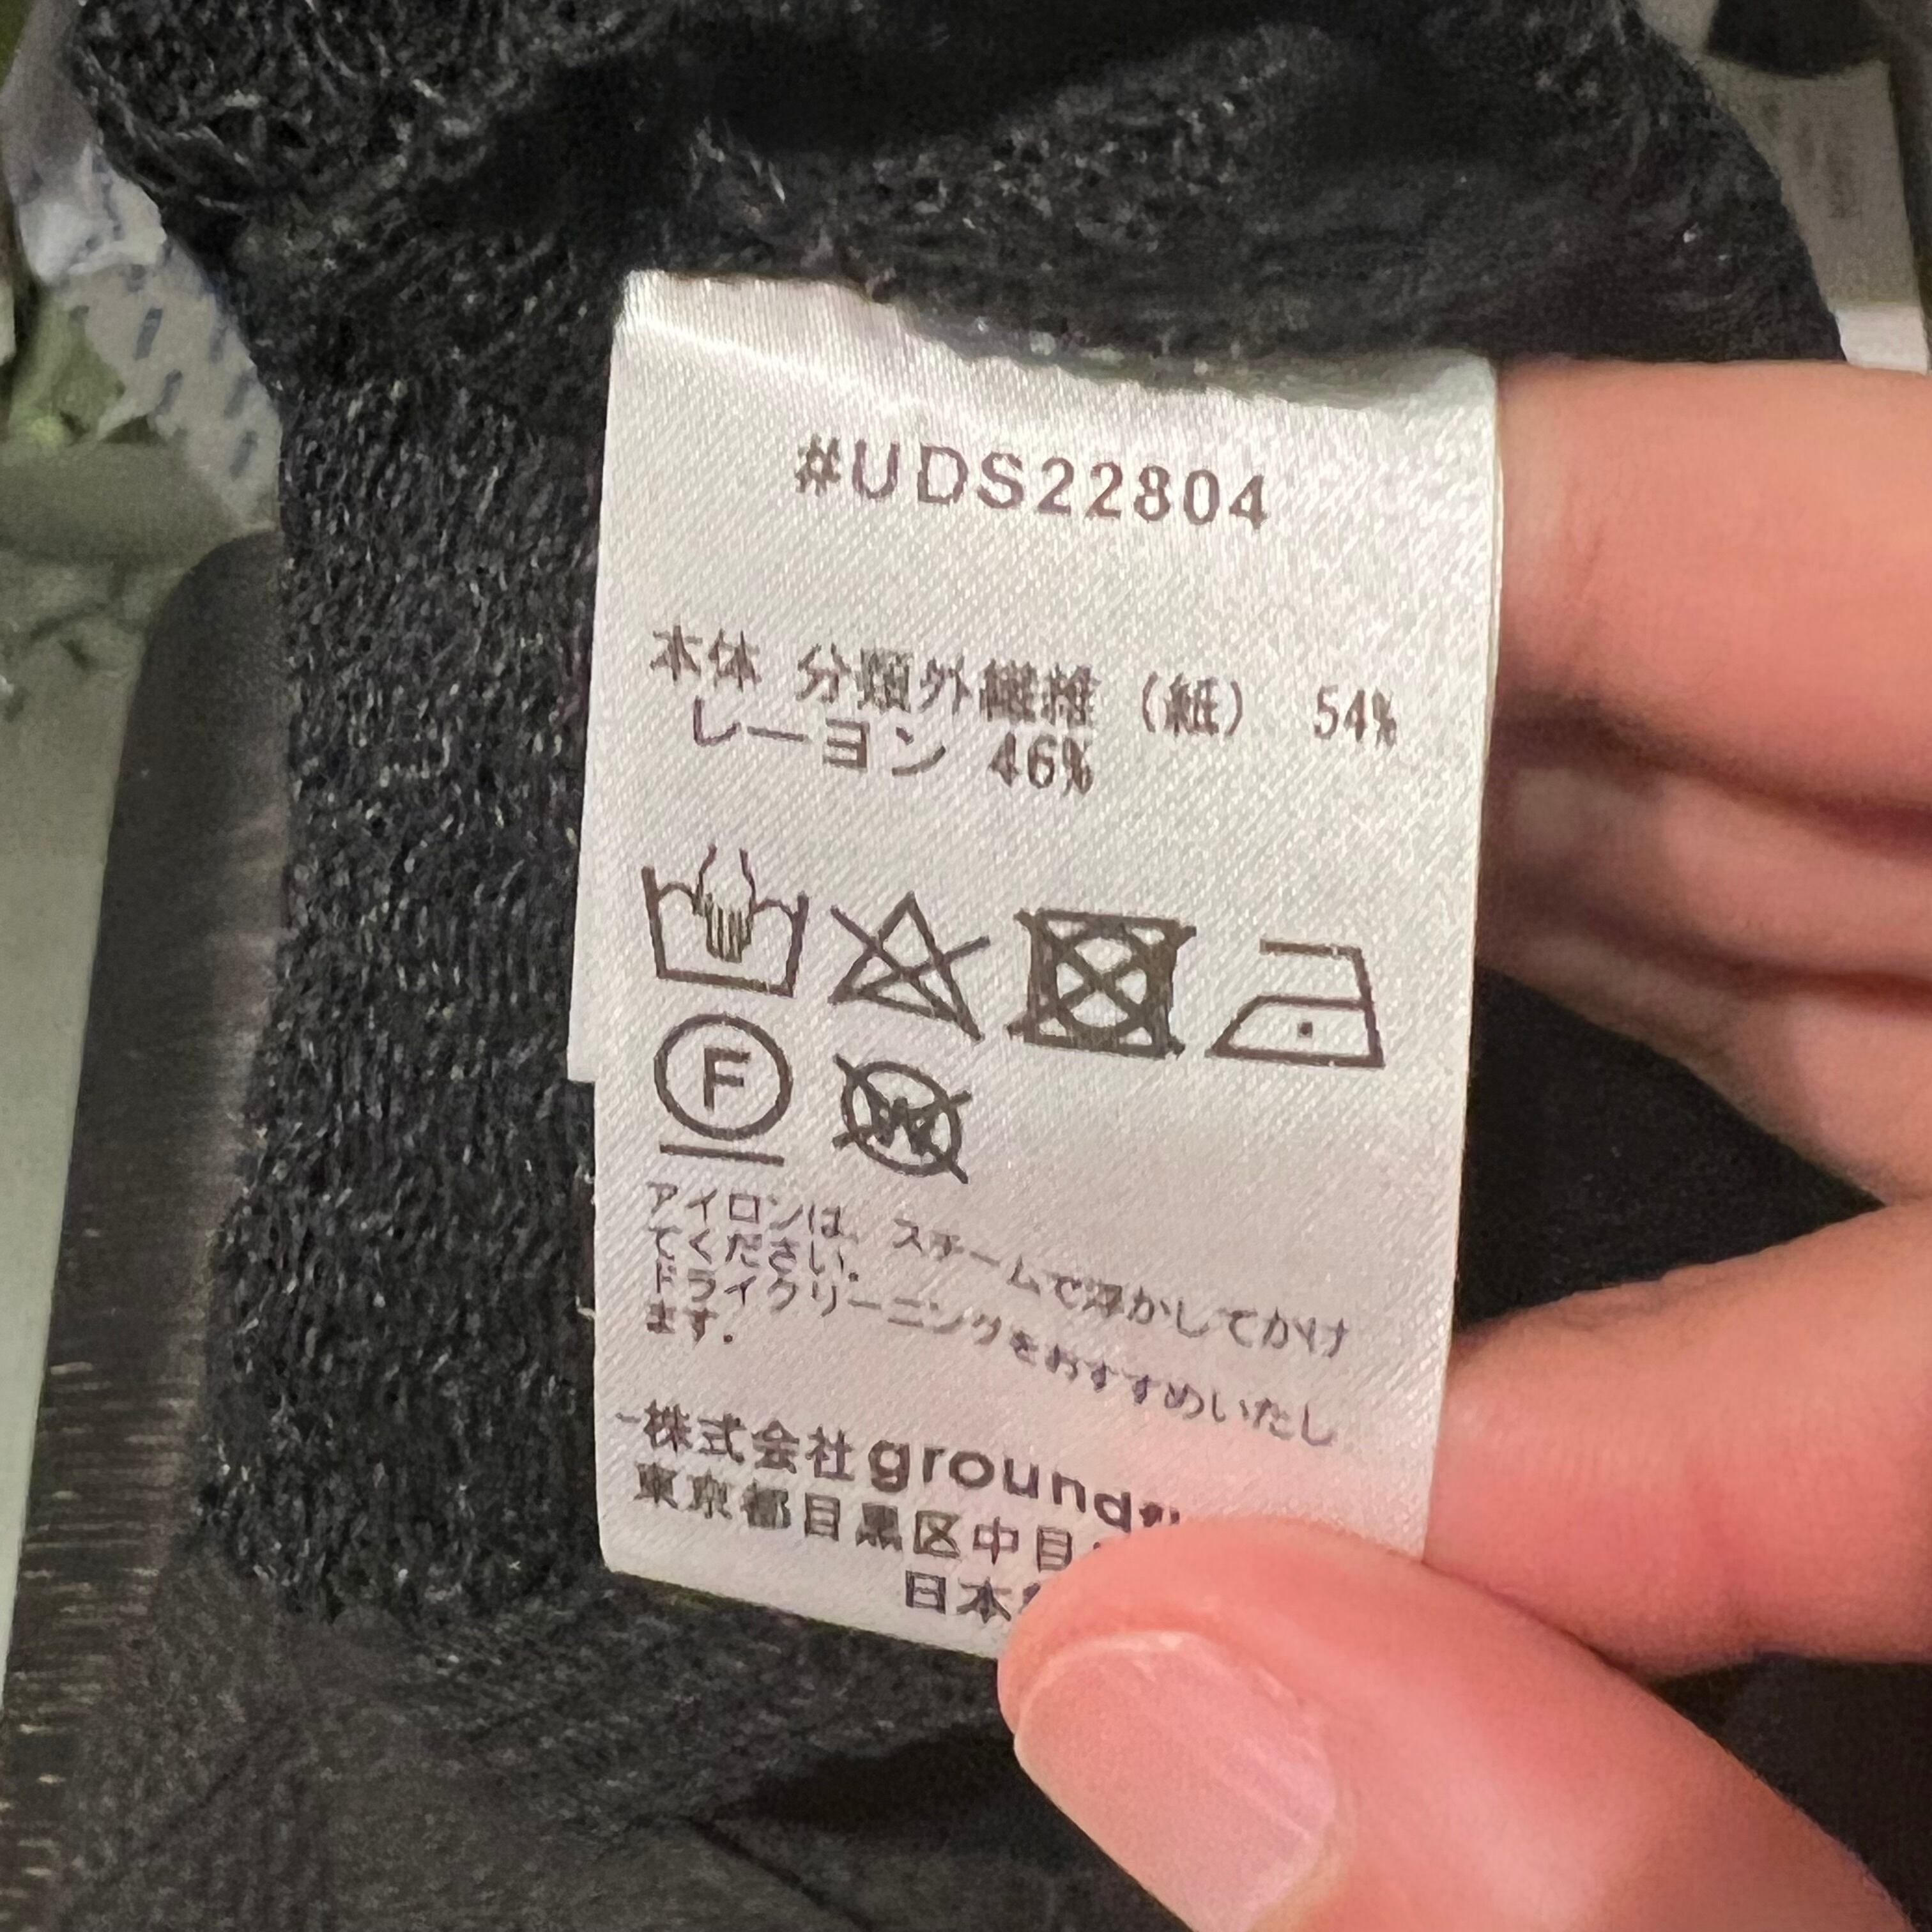 #UDS22804
本体 分類外繊維（紙） 54%
レーヨン 46%
F
W
アイロンは、スチームで浮かしてかけ
てください.
ドライクリーニングをおすすめいたし
ます.
株式会社ground
東京都目黒区中目
日本